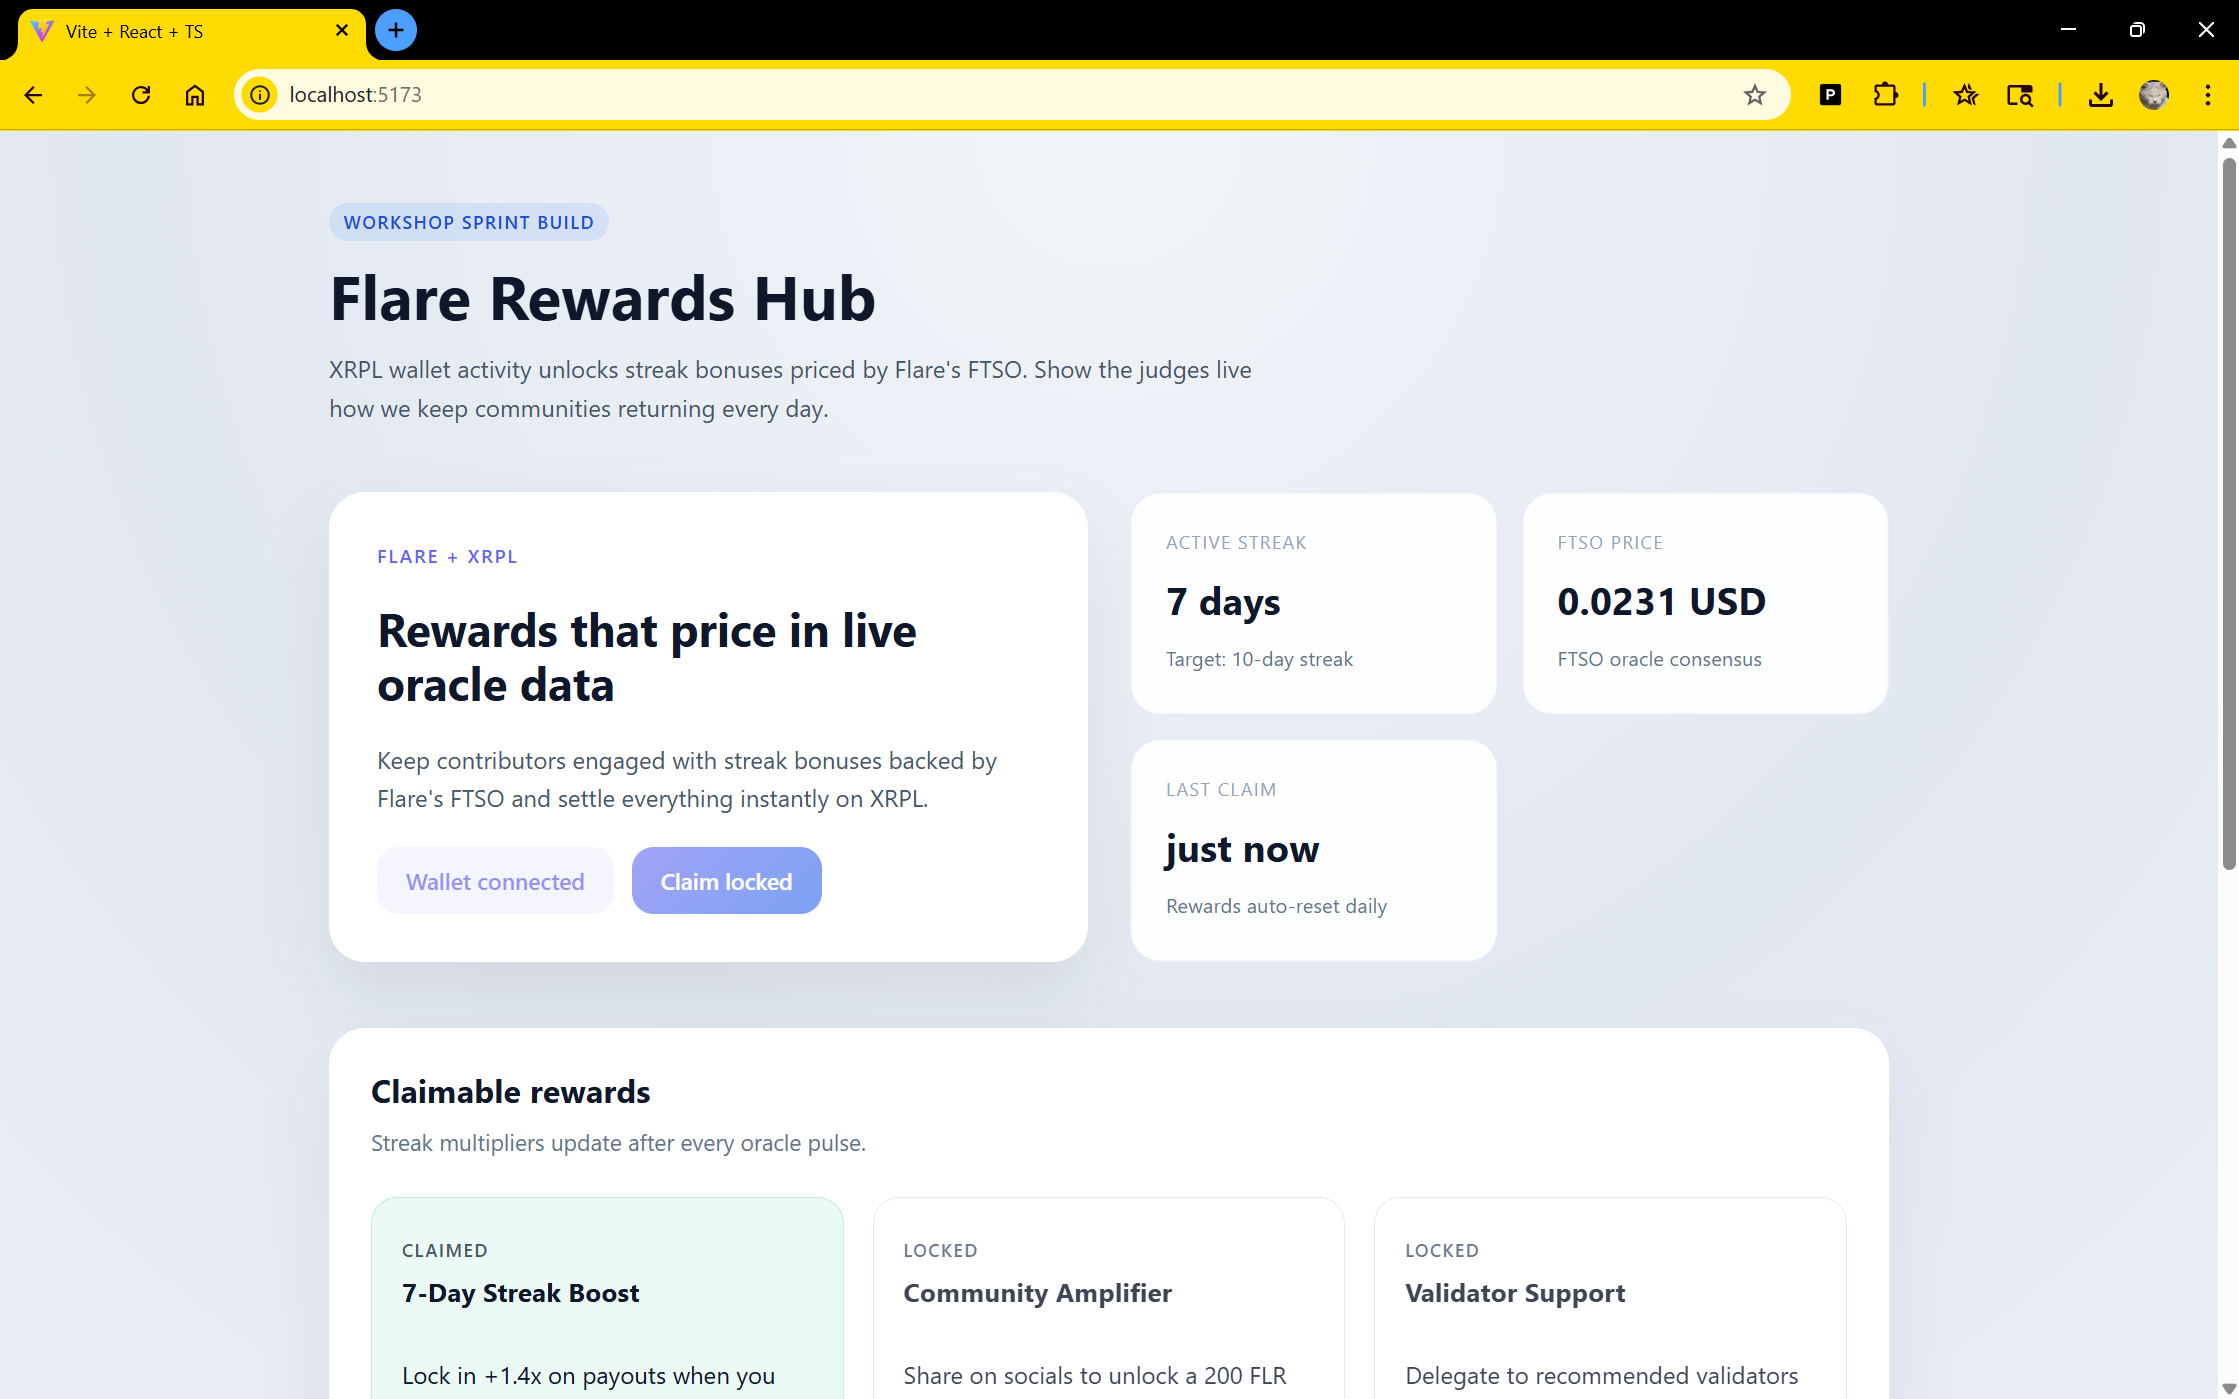 Vite + React + TS
localhost:5173
P
WORKSHOP SPRINT BUILD
Flare Rewards Hub
XRPL wallet activity unlocks streak bonuses priced by Flare's FTSO. Show the judges live
how we keep communities returning every day.
FLARE + XRPL
Rewards that price in live
oracle data
Keep contributors engaged with streak bonuses backed by
Flare's FTSO and settle everything instantly on XRPL.
Wallet connected
Claim locked
ACTIVE STREAK
7 days
Target: 10-day streak
FTSO PRICE
0.0231 USD
FTSO oracle consensus
LAST CLAIM
just now
Rewards auto-reset daily
Claimable rewards
Streak multipliers update after every oracle pulse.
CLAIMED
7-Day Streak Boost
Lock in +1.4x on payouts when you
LOCKED
Community Amplifier
Share on socials to unlock a 200 FLR
LOCKED
Validator Support
Delegate to recommended validators